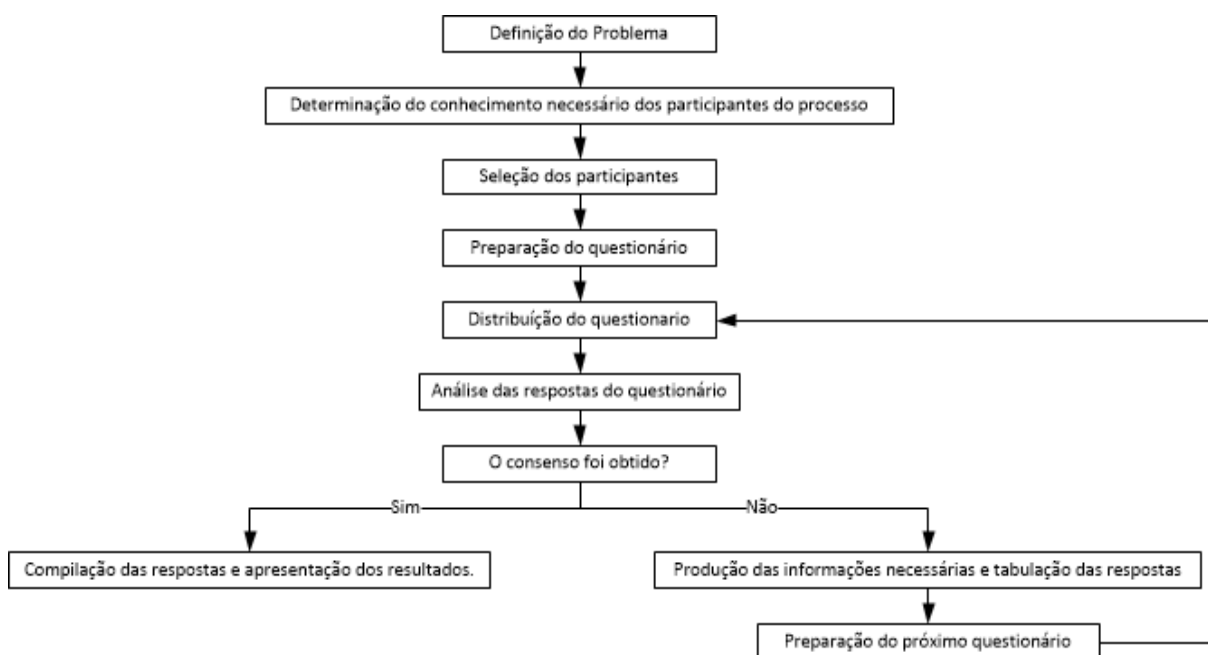 Definição do Problema
Determinação do conhecimento necessário dos participantes do processo
Seleção dos participantes
Preparação do questionário
Distribuíção do questionario
Análise das respostas do questionário
O consenso foi obtido?
Sim
Não
Compilação das respostas e apresentação dos resultados.
Produção das informações necessárias e tabulação das respostas
Preparação do próximo questionário